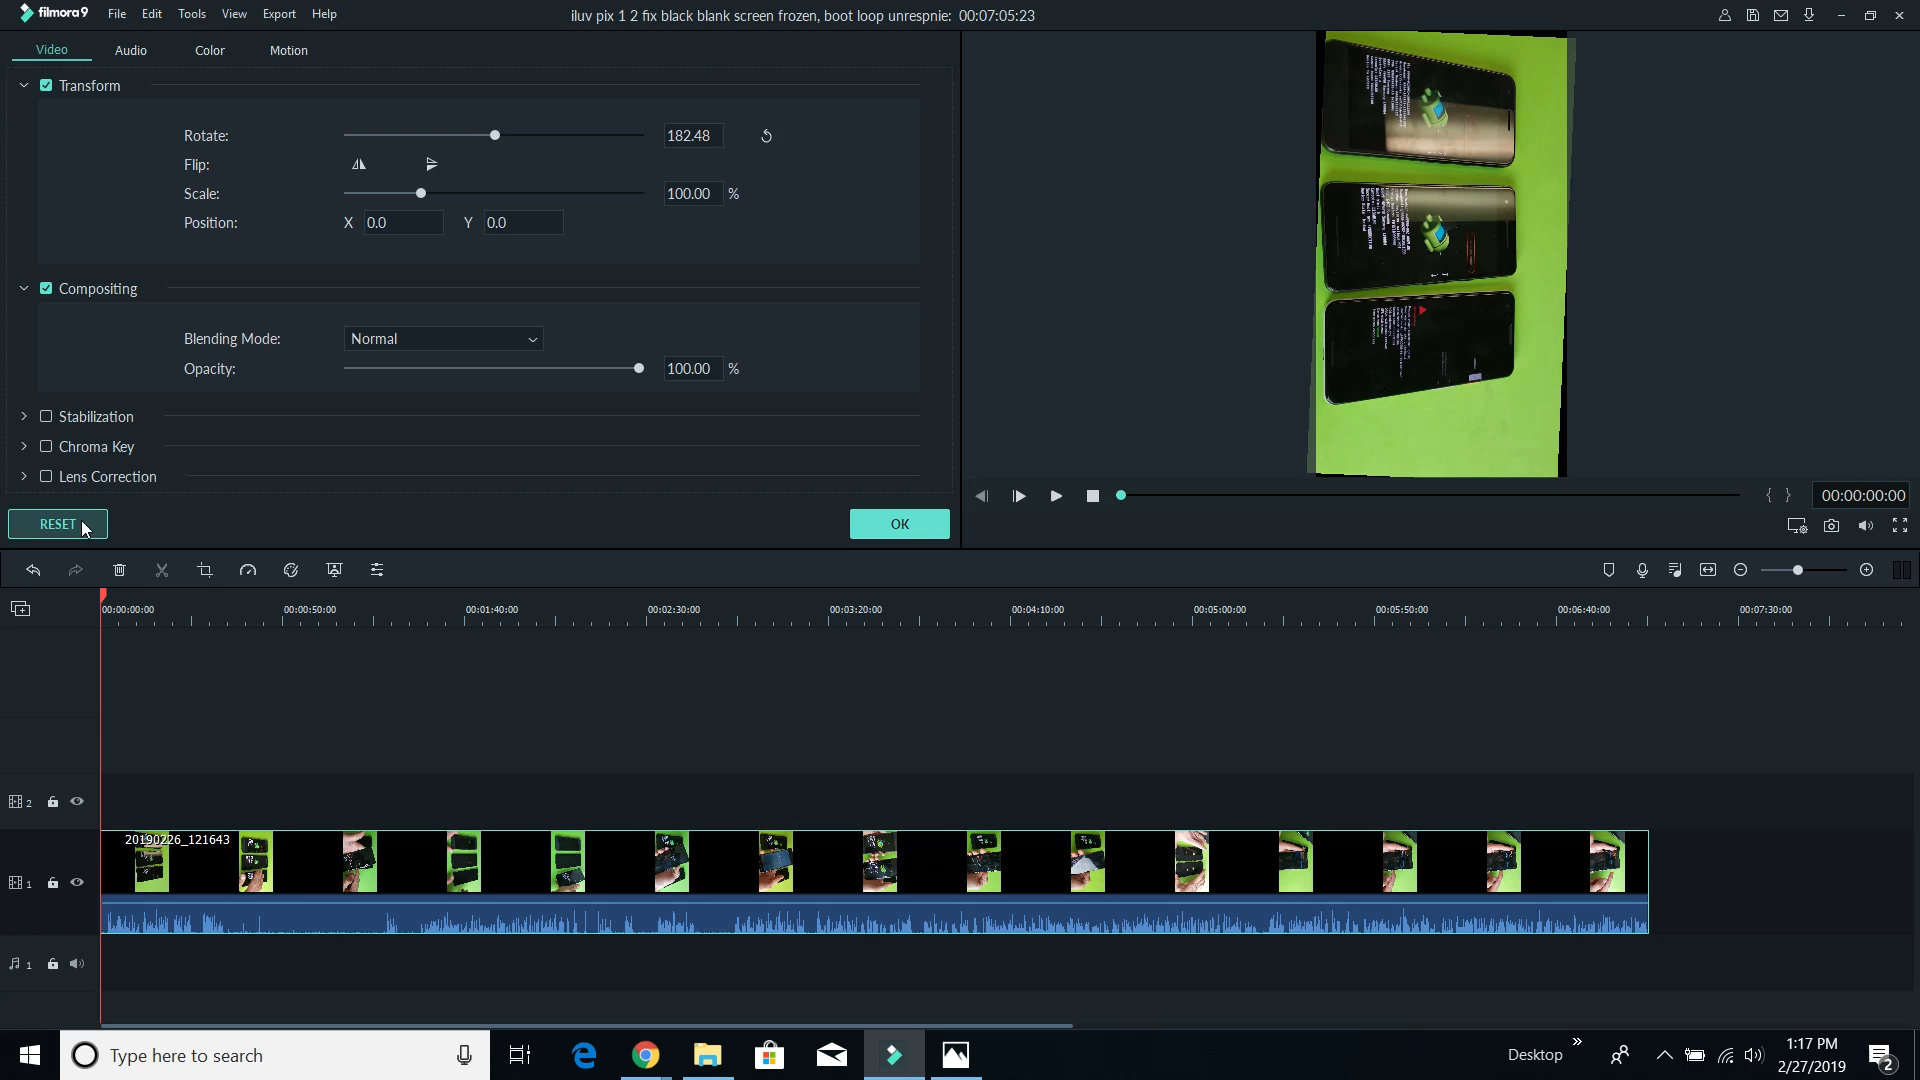 filmora9 File Edit Tools View Export Help iluv pix 1 2 fix black blank screen frozen, boot loop unrespnie: 00:07:05:23
Video Audio Color Motion
Transform
Rotate: 182.48
Flip:
Scale: 100.00 %
Position: X 0.0 Y 0.0
Compositing
Blending Mode: Normal
Opacity: 100.00 %
Stabilization
Chroma Key
Lens Correction
RESET OK
{ } 00:00:00:00
00:00:00:00 00:00:50:00 00:01:40:00 00:02:30:00 00:03:20:00 00:04:10:00 00:05:00:00 00:05:50:00 00:06:40:00 00:07:30:00
2
20190226_121643
1
1
Type here to search Desktop » 1:17 PM
2/27/2019 2